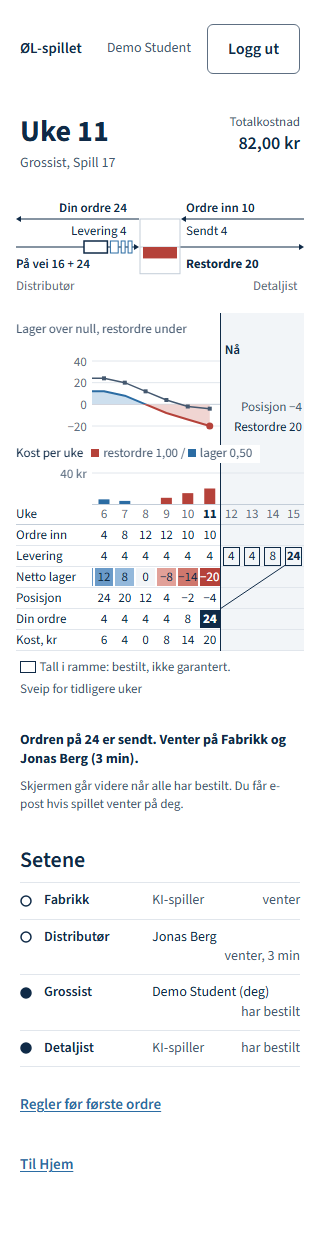 ØL-spillet Demo Student Logg ut
Uke 11
Grossist, Spill 17
Totalkostnad
82,00 kr
Din ordre 24 Ordre inn 10
Levering 4 Sendt 4
På vei 16 + 24 Restordre 20
Distributør Detaljist
Lager over null, restordre under
Nå
40
20
0
−20
Posisjon −4
Restordre 20
Kost per uke restordre 1,00 / lager 0,50
40 kr
Uke 6 7 8 9 10 11 12 13 14 15
Ordre inn 4 8 12 12 10 10
Levering 4 4 4 4 4 4 4 4 8 24
Netto lager 12 8 0 −8 −14 −20
Posisjon 24 20 12 4 −2 −4
Din ordre 4 4 4 4 8 24
Kost, kr 6 4 0 8 14 20
Tall i ramme: bestilt, ikke garantert.
Sveip for tidligere uker
Ordren på 24 er sendt. Venter på Fabrikk og
Jonas Berg (3 min).
Skjermen går videre når alle har bestilt. Du får e-
post hvis spillet venter på deg.
Setene
Fabrikk KI-spiller venter
Distributør Jonas Berg
venter, 3 min
Grossist Demo Student (deg)
har bestilt
Detaljist KI-spiller har bestilt
Regler før første ordre
Til Hjem